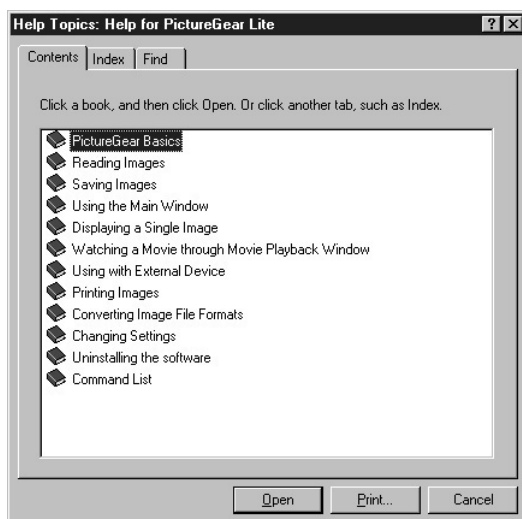 Help Topics: Help for PictureGear Lite
Contents Index Find
Click a book, and then click Open. Or click another tab, such as Index.
PictureGear Basics
Reading Images
Saving Images
Using the Main Window
Displaying a Single Image
Watching a Movie through Movie Playback Window
Using with External Device
Printing Images
Converting Image File Formats
Changing Settings
Uninstalling the software
Command List
Open Print... Cancel